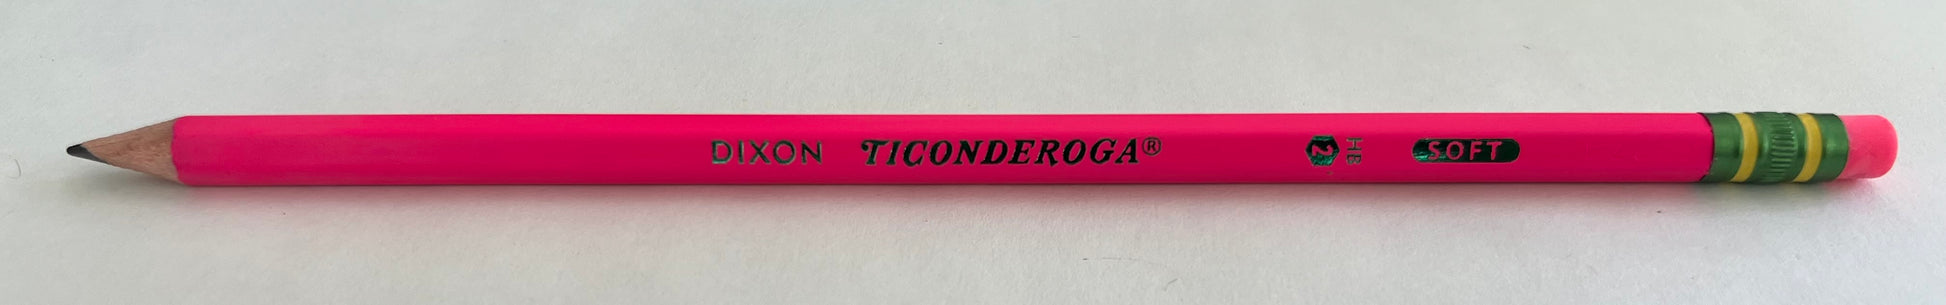 DIXON TICONDEROGA® 2 HB SOFT